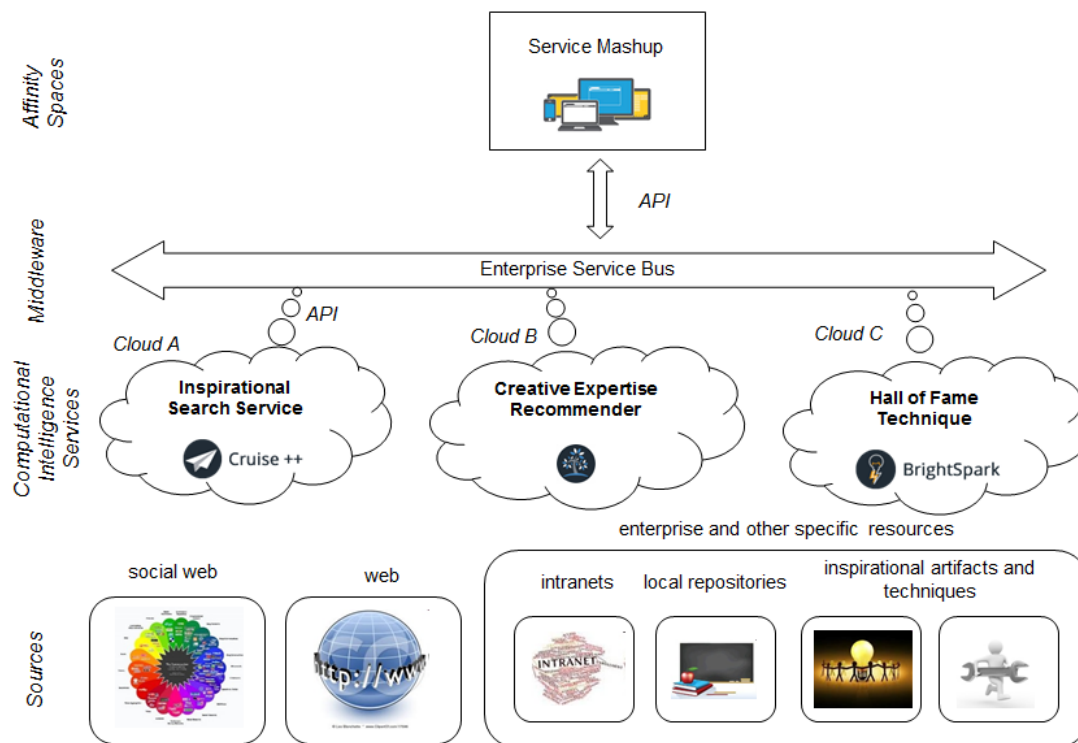 Affinity
Spaces
Service Mashup
API
Middleware
Enterprise Service Bus
API
Cloud A
Cloud B
Cloud C
Computational
Intelligence
Services
Inspirational
Search Service
Cruise ++
Creative Expertise
Recommender
Hall of Fame
Technique
BrightSpark
enterprise and other specific resources
Sources
social web
web
intranets
local repositories
inspirational artifacts and
techniques
http://www
INTRANET